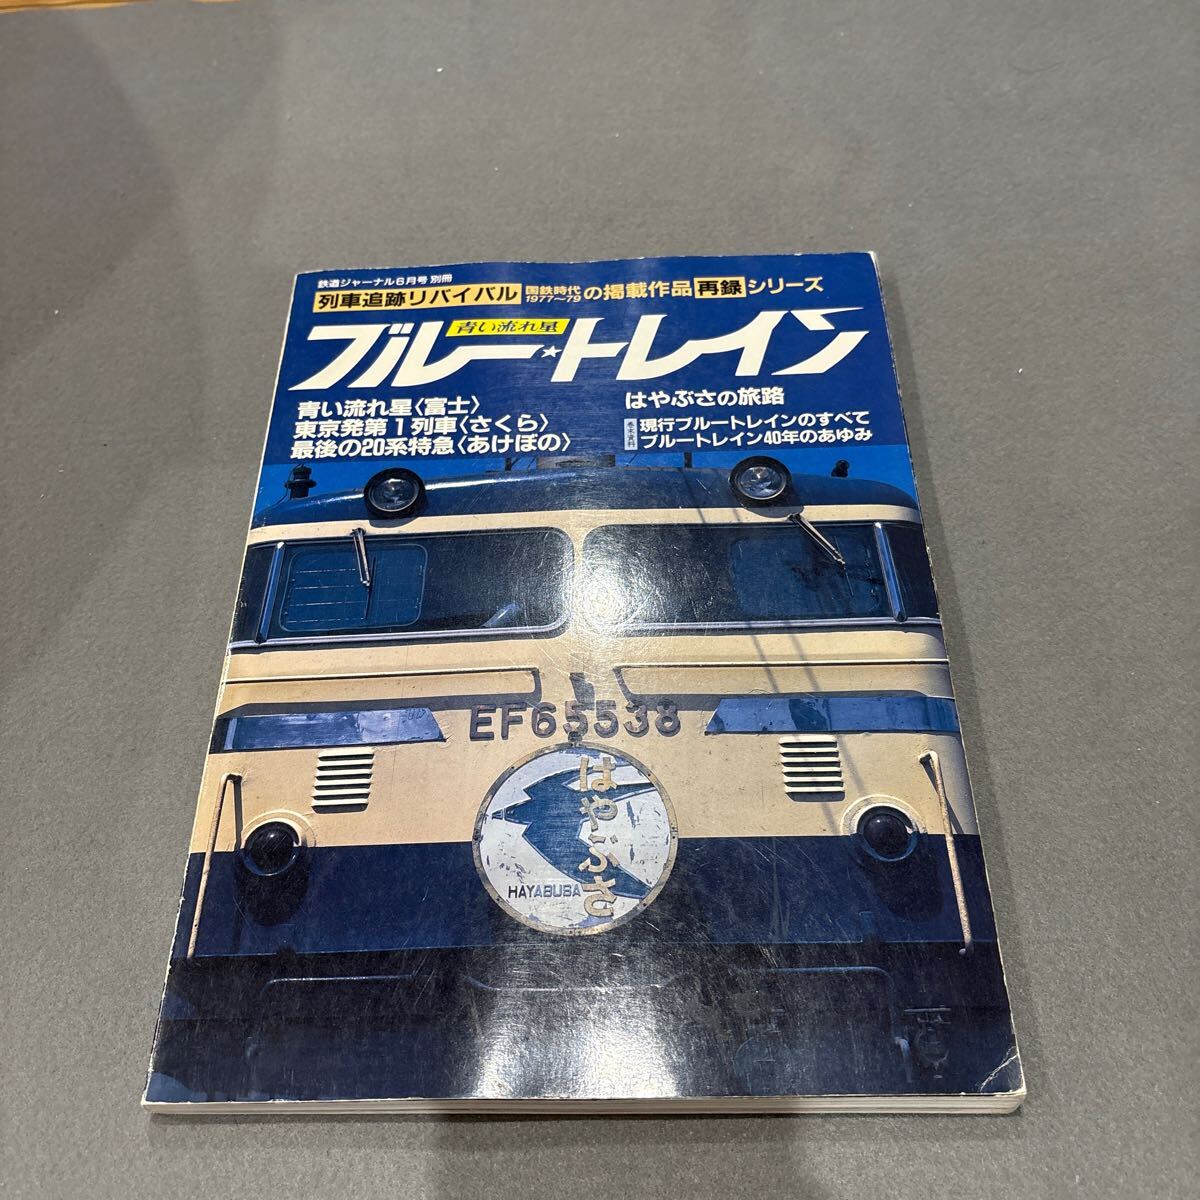 鉄道ジャーナル6月号 別冊
列車追跡リバイバル 国鉄時代 1977〜79 の掲載作品 再録 シリーズ
青い流れ星
ブルー★トレイン
青い流れ星〈富士〉
東京発第1列車〈さくら〉
最後の20系特急〈あけぼの〉
はやぶさの旅路
巻末資料
現行ブルートレインのすべて
ブルートレイン40年のあゆみ
EF65538
はやぶさ
HAYABUSA